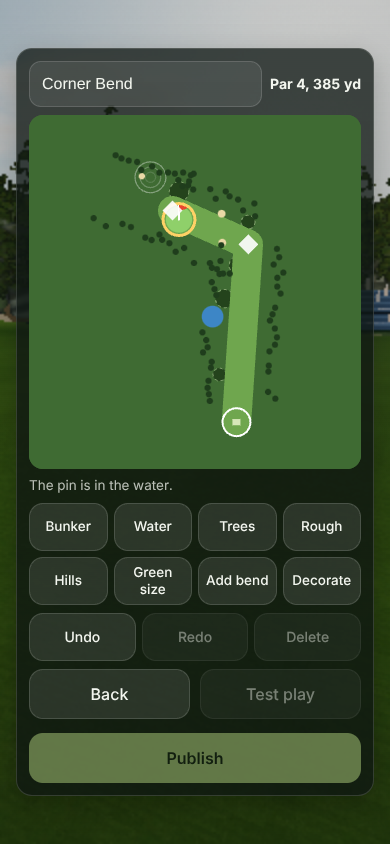 Corner Bend
Par 4, 385 yd
The pin is in the water.
Bunker
Water
Trees
Rough
Hills
Green
size
Add bend
Decorate
Undo
Redo
Delete
Back
Test play
Publish